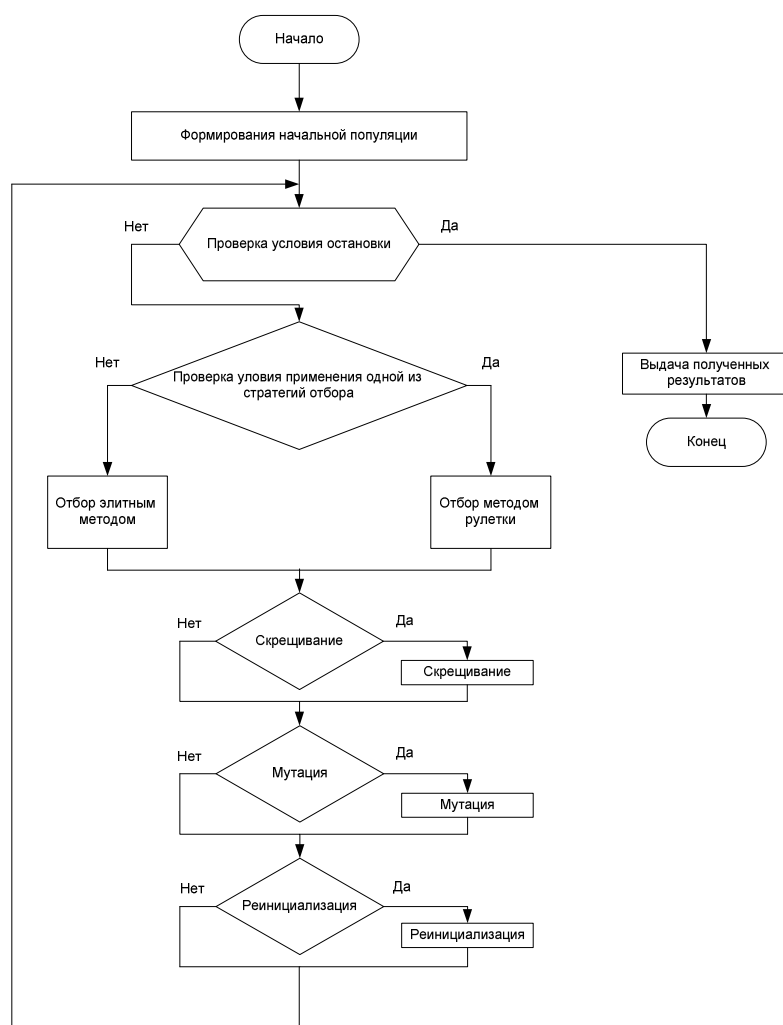 Начало
Формирования начальной популяции
Нет
Да
Проверка условия остановки
Нет
Да
Проверка уловия применения одной из
стратегий отбора
Выдача полученных
результатов
Конец
Отбор элитным
методом
Отбор методом
рулетки
Нет
Да
Скрещивание
Скрещивание
Нет
Да
Мутация
Мутация
Нет
Да
Реинициализация
Реинициализация